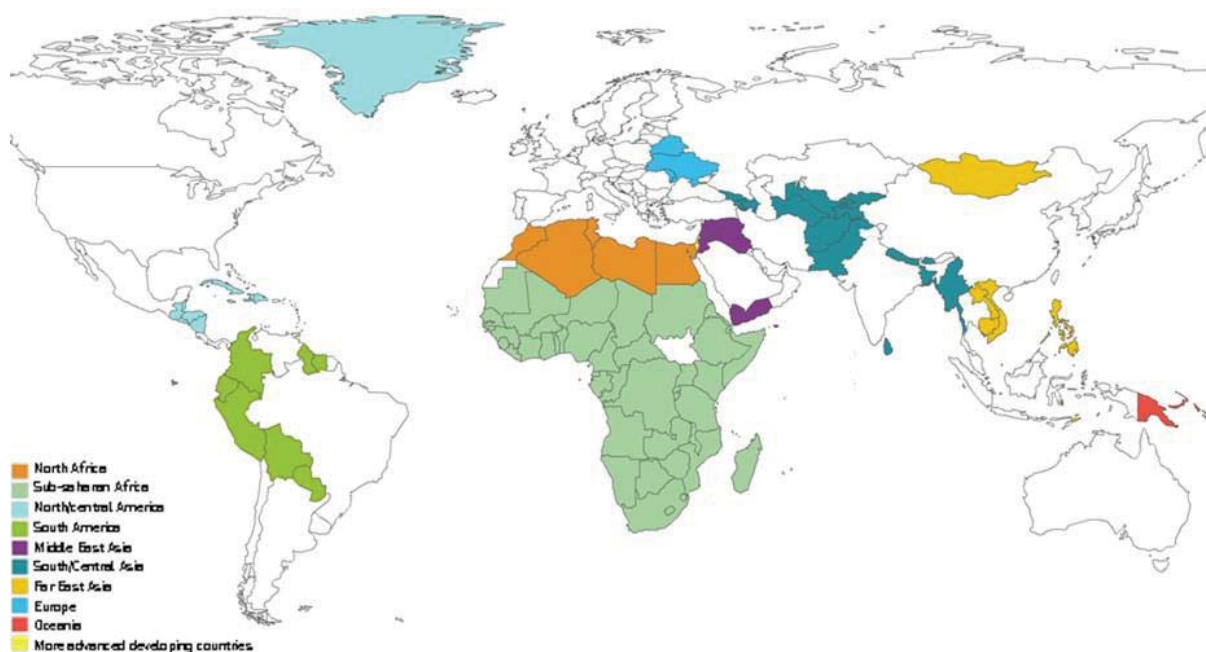 North Africa
Sub-saharan Africa
North/central America
South America
Middle East Asia
South/Central Asia
Far East Asia
Europe
Oceania
More advanced developing countries.